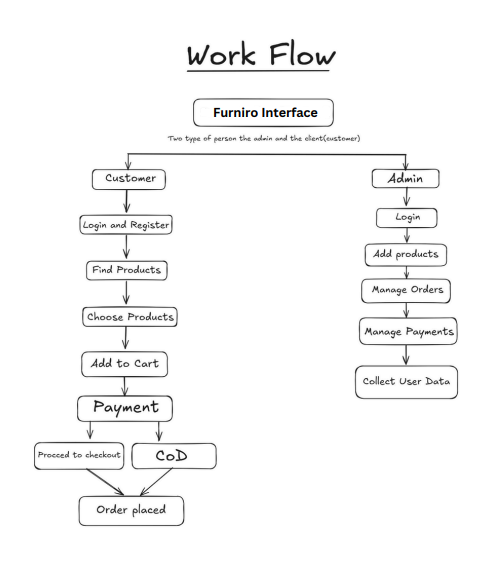 Work Flow
Furniro Interface
Two type of person the admin and the client(customer)
Customer
Login and Register
Find Products
Choose Products
Add to Cart
Payment
Procced to checkout
CoD
Order placed
Admin
Login
Add products
Manage Orders
Manage Payments
Collect User Data